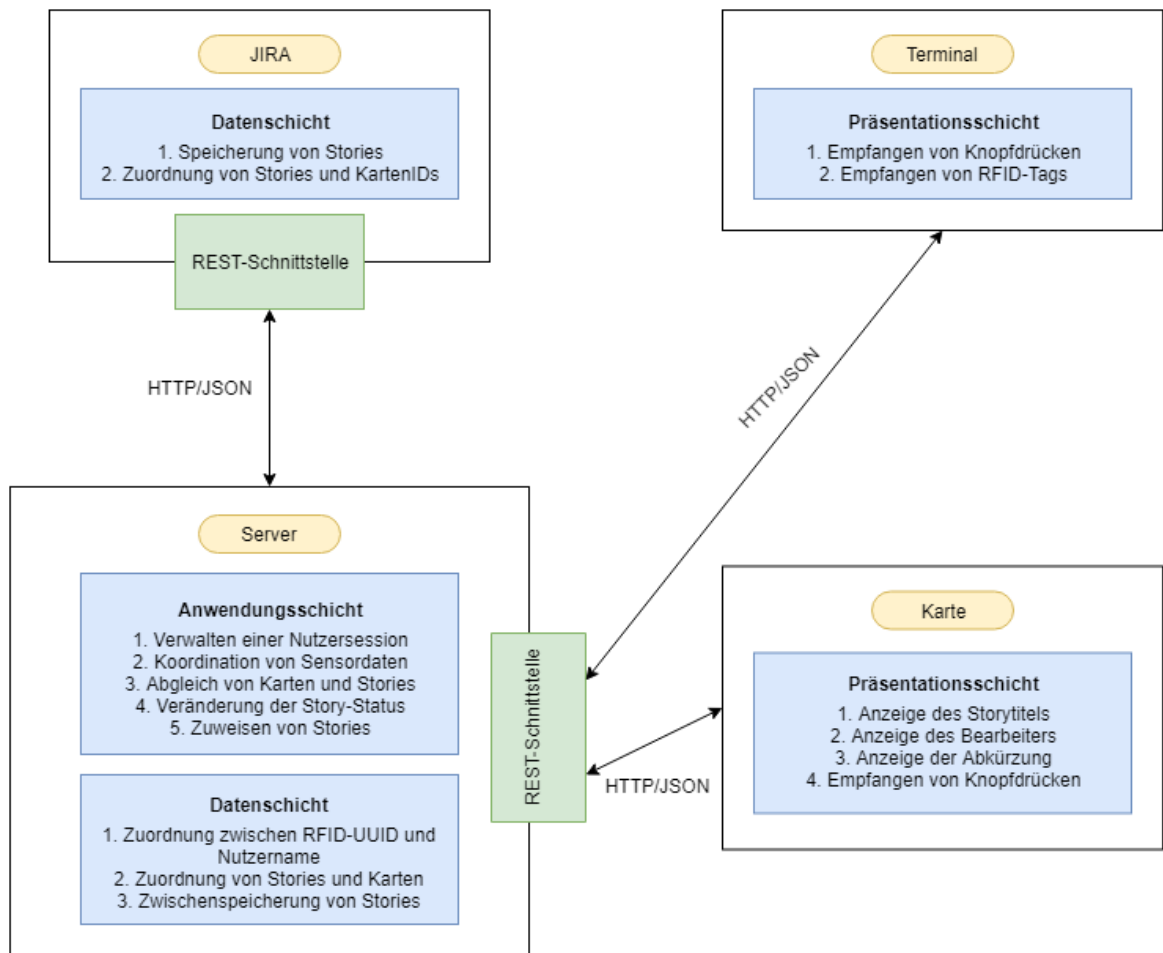 JIRA
Datenschicht
1. Speicherung von Stories
2. Zuordnung von Stories und KartenIDs
REST-Schnittstelle
HTTP/JSON
Terminal
Präsentationsschicht
1. Empfangen von Knopfdrücken
2. Empfangen von RFID-Tags
HTTP/JSON
Server
Anwendungsschicht
1. Verwalten einer Nutzersession
2. Koordination von Sensordaten
3. Abgleich von Karten und Stories
4. Veränderung der Story-Status
5. Zuweisen von Stories
Datenschicht
1. Zuordnung zwischen RFID-UUID und
Nutzername
2. Zuordnung von Stories und Karten
3. Zwischenspeicherung von Stories
REST-Schnittstelle
HTTP/JSON
Karte
Präsentationsschicht
1. Anzeige des Storytitels
2. Anzeige des Bearbeiters
3. Anzeige der Abkürzung
4. Empfangen von Knopfdrücken